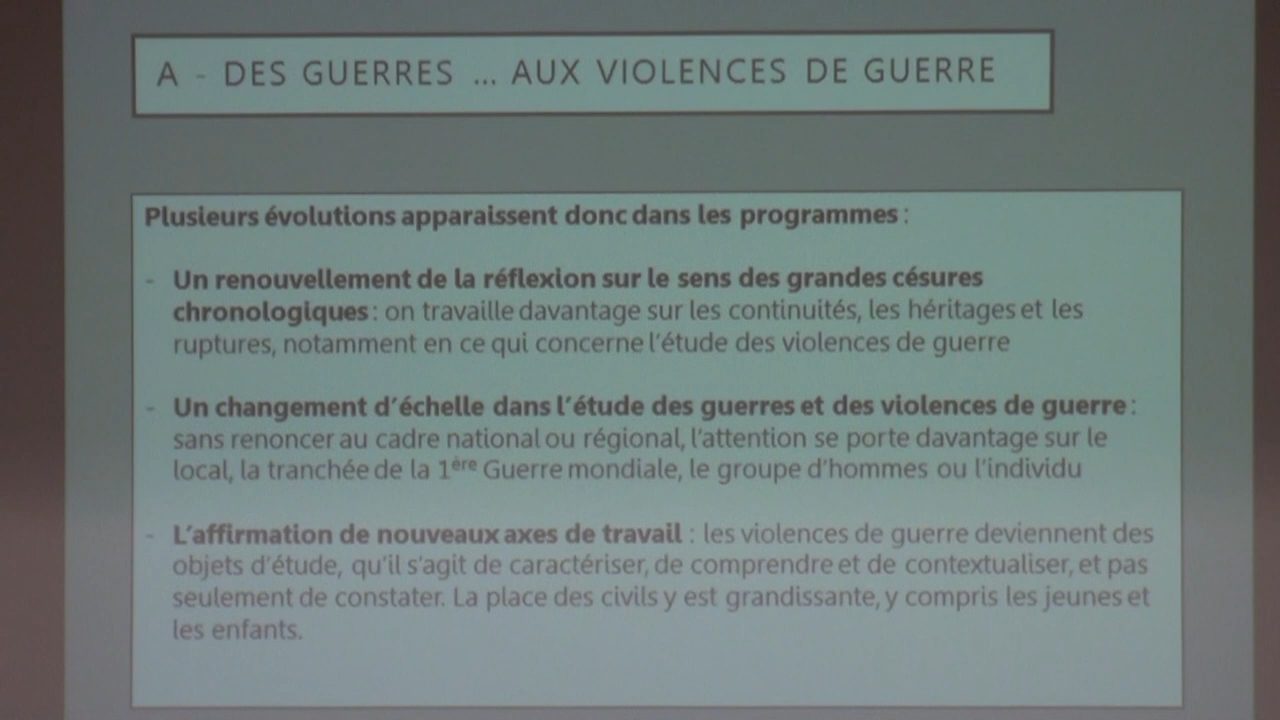 A - DES GUERRES ... AUX VIOLENCES DE GUERRE
Plusieurs évolutions apparaissent donc dans les programmes :
- Un renouvellement de la réflexion sur le sens des grandes césures
chronologiques : on travaille davantage sur les continuités, les héritages et les
ruptures, notamment en ce qui concerne l'étude des violences de guerre
- Un changement d'échelle dans l'étude des guerres et des violences de guerre :
sans renoncer au cadre national ou régional, l'attention se porte davantage sur le
local, la tranchée de la 1ère Guerre mondiale, le groupe d'hommes ou l'individu
- L'affirmation de nouveaux axes de travail : les violences de guerre deviennent des
objets d'étude, qu'il s'agit de caractériser, de comprendre et de contextualiser, et pas
seulement de constater. La place des civils y est grandissante, y compris les jeunes et
les enfants.